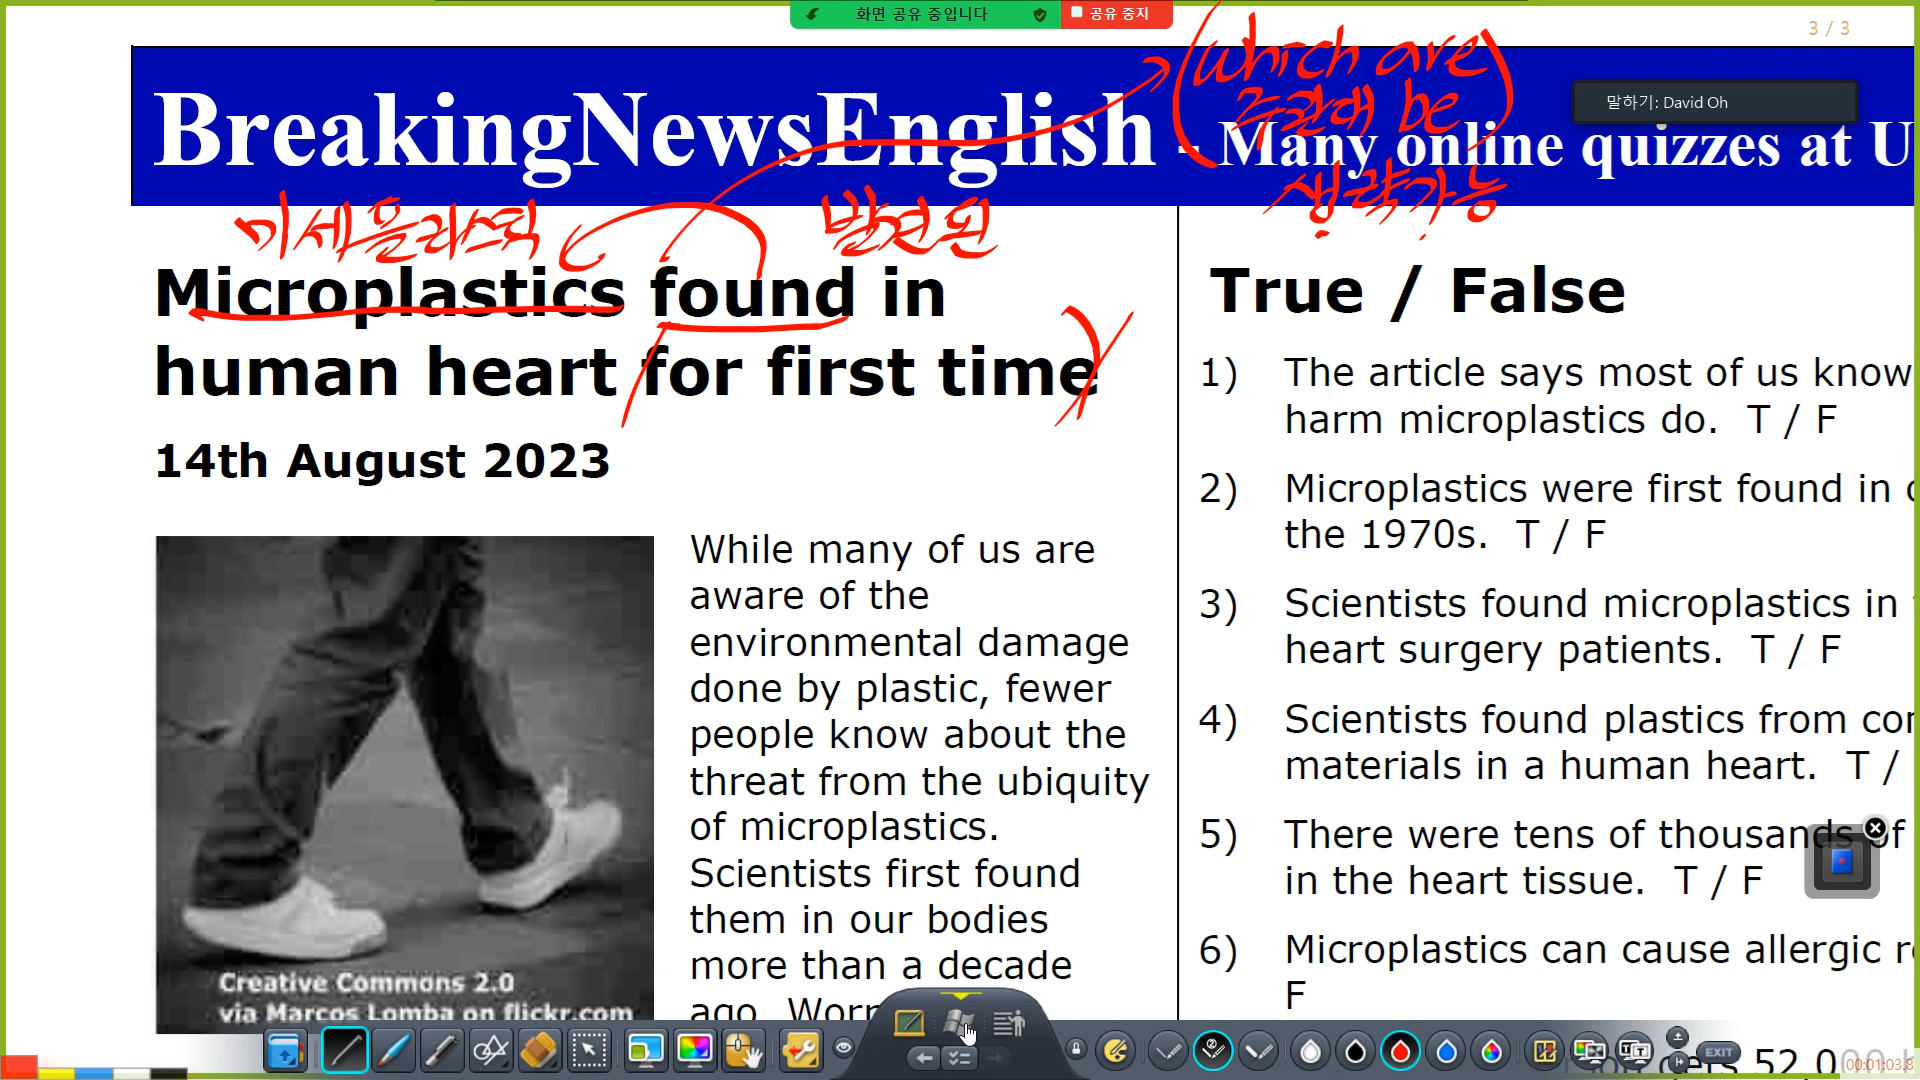 화면 공유 중입니다
공유 중지
3 / 3
말하기: David Oh
(which are
주관대 be)
생략가능
BreakingNewsEnglish - Many online quizzes at U
미세플라스틱
발견된
Microplastics found in
human heart for first time
14th August 2023
While many of us are
aware of the
environmental damage
done by plastic, fewer
people know about the
threat from the ubiquity
of microplastics.
Scientists first found
them in our bodies
more than a decade
ago.
Creative Commons 2.0
via Marcos Lomba on flickr.com
True / False
1) The article says most of us know
harm microplastics do. T / F
2) Microplastics were first found in
the 1970s. T / F
3) Scientists found microplastics in
heart surgery patients. T / F
4) Scientists found plastics from
materials in a human heart. T /
5) There were tens of thousands of
in the heart tissue. T / F
6) Microplastics can cause allergic
F
EXIT
00:01:03.8